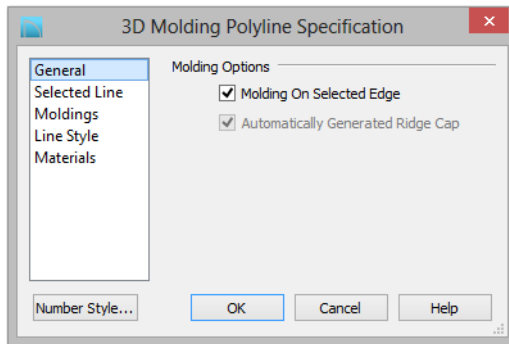 3D Molding Polyline Specification
General
Selected Line
Moldings
Line Style
Materials
Molding Options
Molding On Selected Edge
Automatically Generated Ridge Cap
Number Style...
OK
Cancel
Help